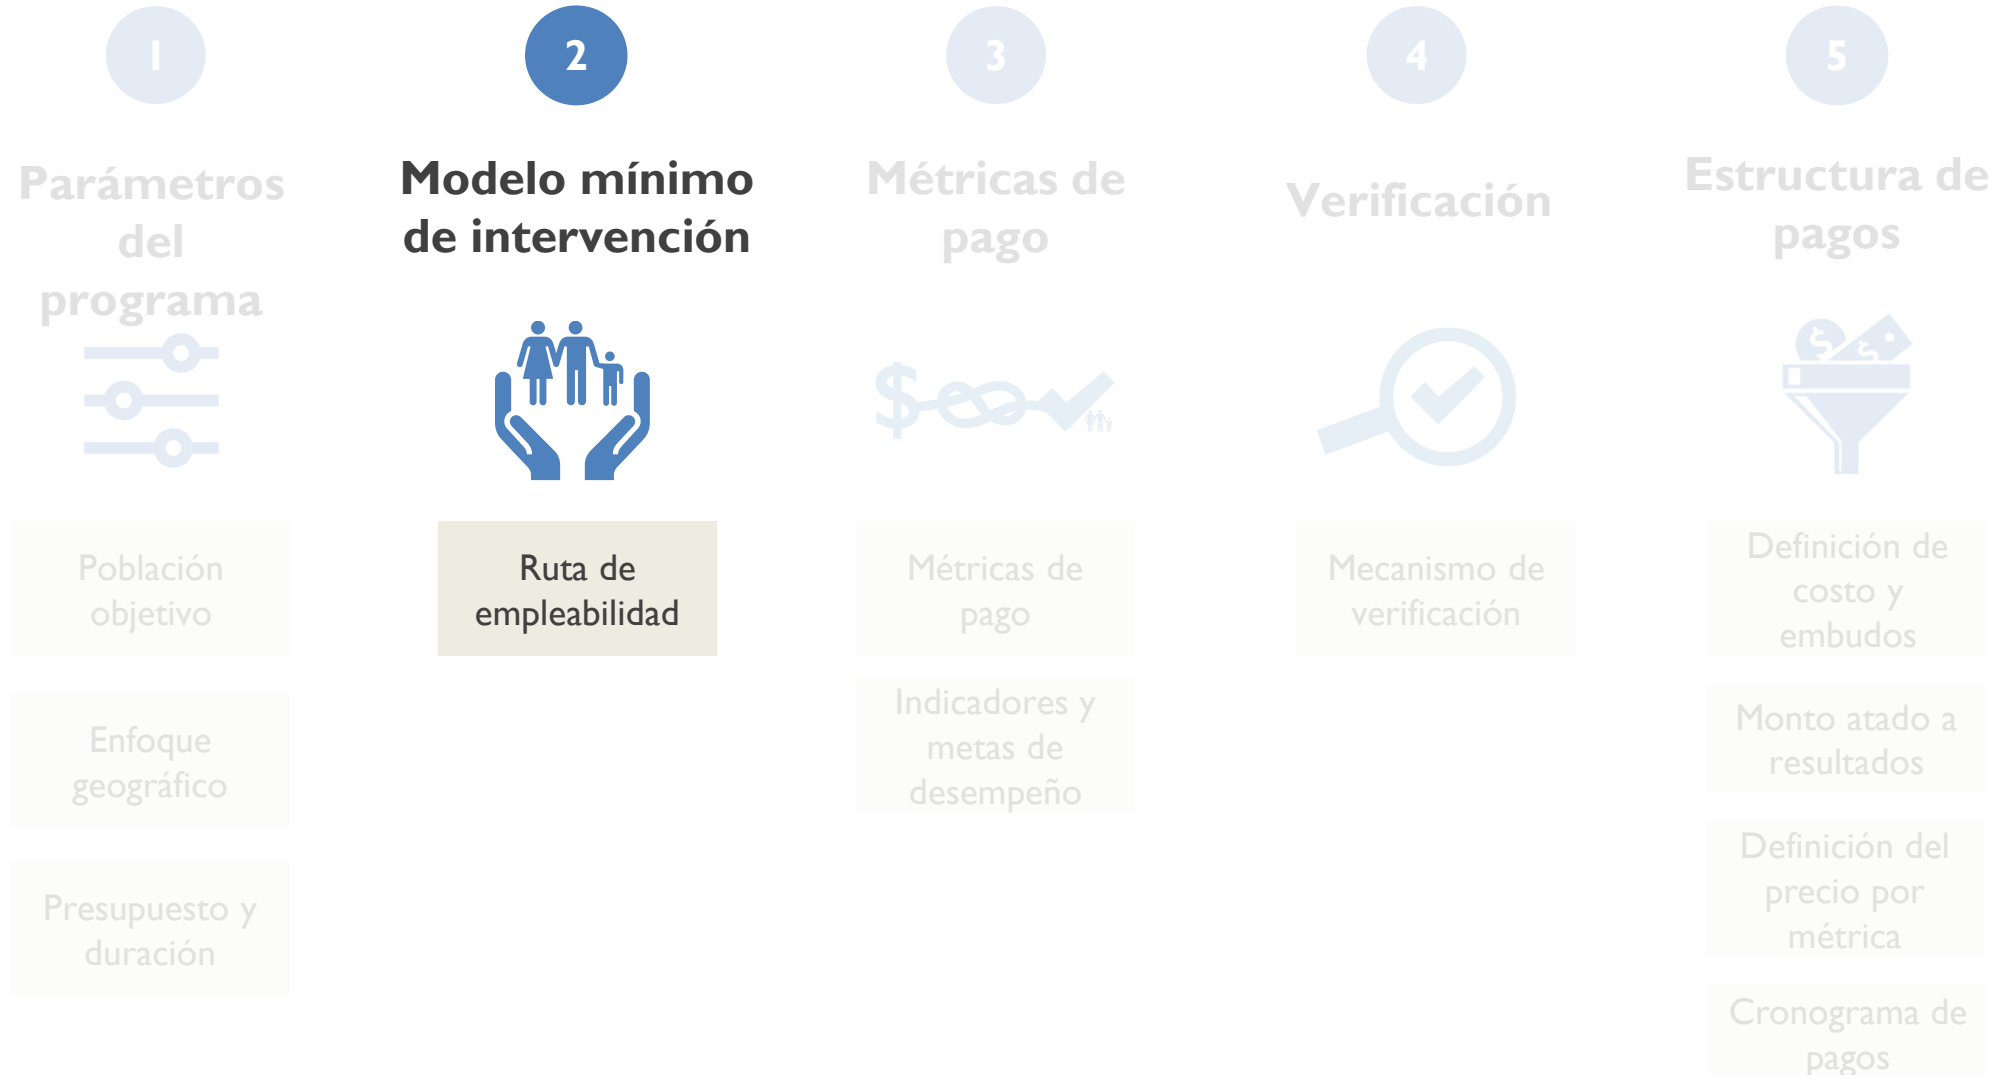 1
Parámetros
del
programa
Población
objetivo
Enfoque
geográfico
Presupuesto y
duración
2
Modelo mínimo
de intervención
Ruta de
empleabilidad
3
Métricas de
pago
$
Métricas de
pago
Indicadores y
metas de
desempeño
4
Verificación
Mecanismo de
verificación
5
Estructura de
pagos
$ $
Definición de
costo y
embudos
Monto atado a
resultados
Definición del
precio por
métrica
Cronograma de
pagos